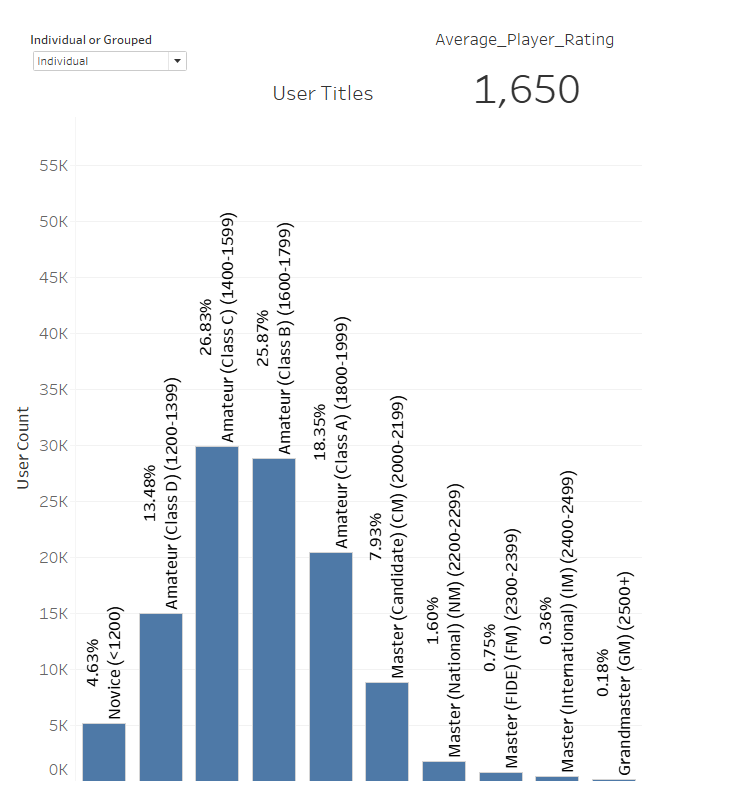 Individual or Grouped
Individual
Average_Player_Rating
1,650
User Titles
User Count
55K
50K
45K
40K
35K
30K
25K
20K
15K
10K
5K
0K
4.63%
Novice (<1200)
13.48%
Amateur (Class D) (1200-1399)
26.83%
Amateur (Class C) (1400-1599)
25.87%
Amateur (Class B) (1600-1799)
18.35%
Amateur (Class A) (1800-1999)
7.93%
Master (Candidate) (CM) (2000-2199)
1.60%
Master (National) (NM) (2200-2299)
0.75%
Master (FIDE) (FM) (2300-2399)
0.36%
Master (International) (IM) (2400-2499)
0.18%
Grandmaster (GM) (2500+)